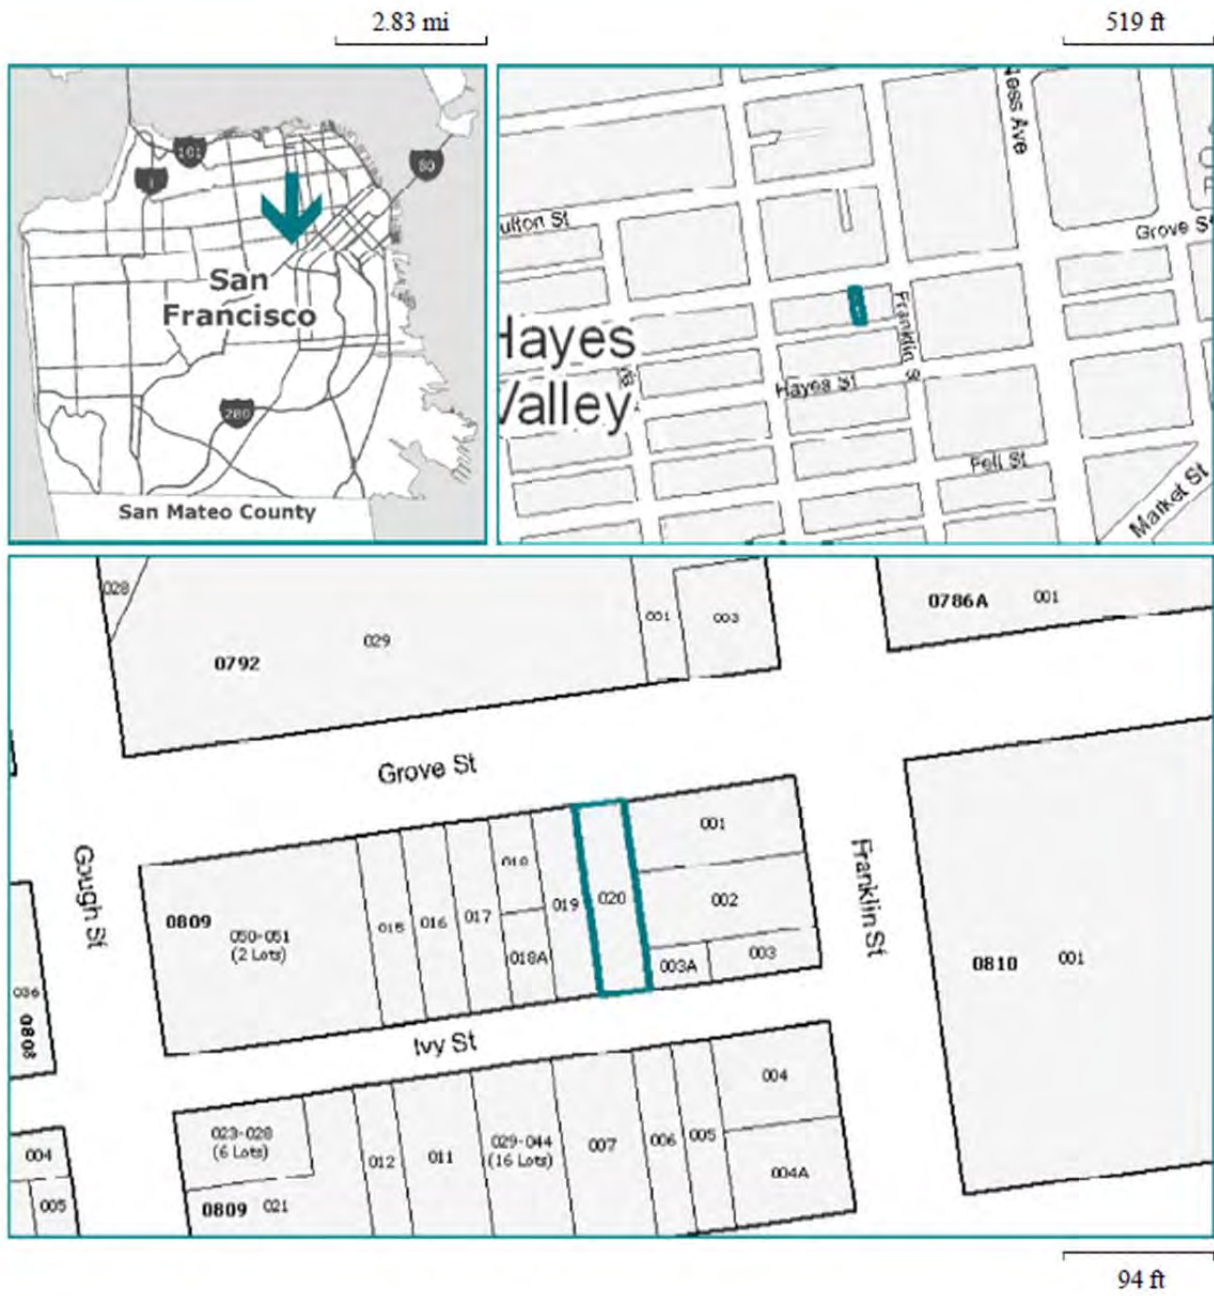 2.83 mi
519 ft
101
1
80
San
Francisco
280
San Mateo County
Ness Ave
ulton St
Grove St
Franklin St
Hayes
Valley
Hayes St
Fell St
Market St
028
029
0792
001
003
0786A
001
Grove St
Gough St
0809
050-051
(2 Lots)
015
016
017
018
018A
019
020
001
002
003A
003
Franklin St
0810
001
036
0808
Ivy St
004
005
023-028
(6 Lots)
0809
021
012
011
029-044
(16 Lots)
007
006
005
004
004A
94 ft